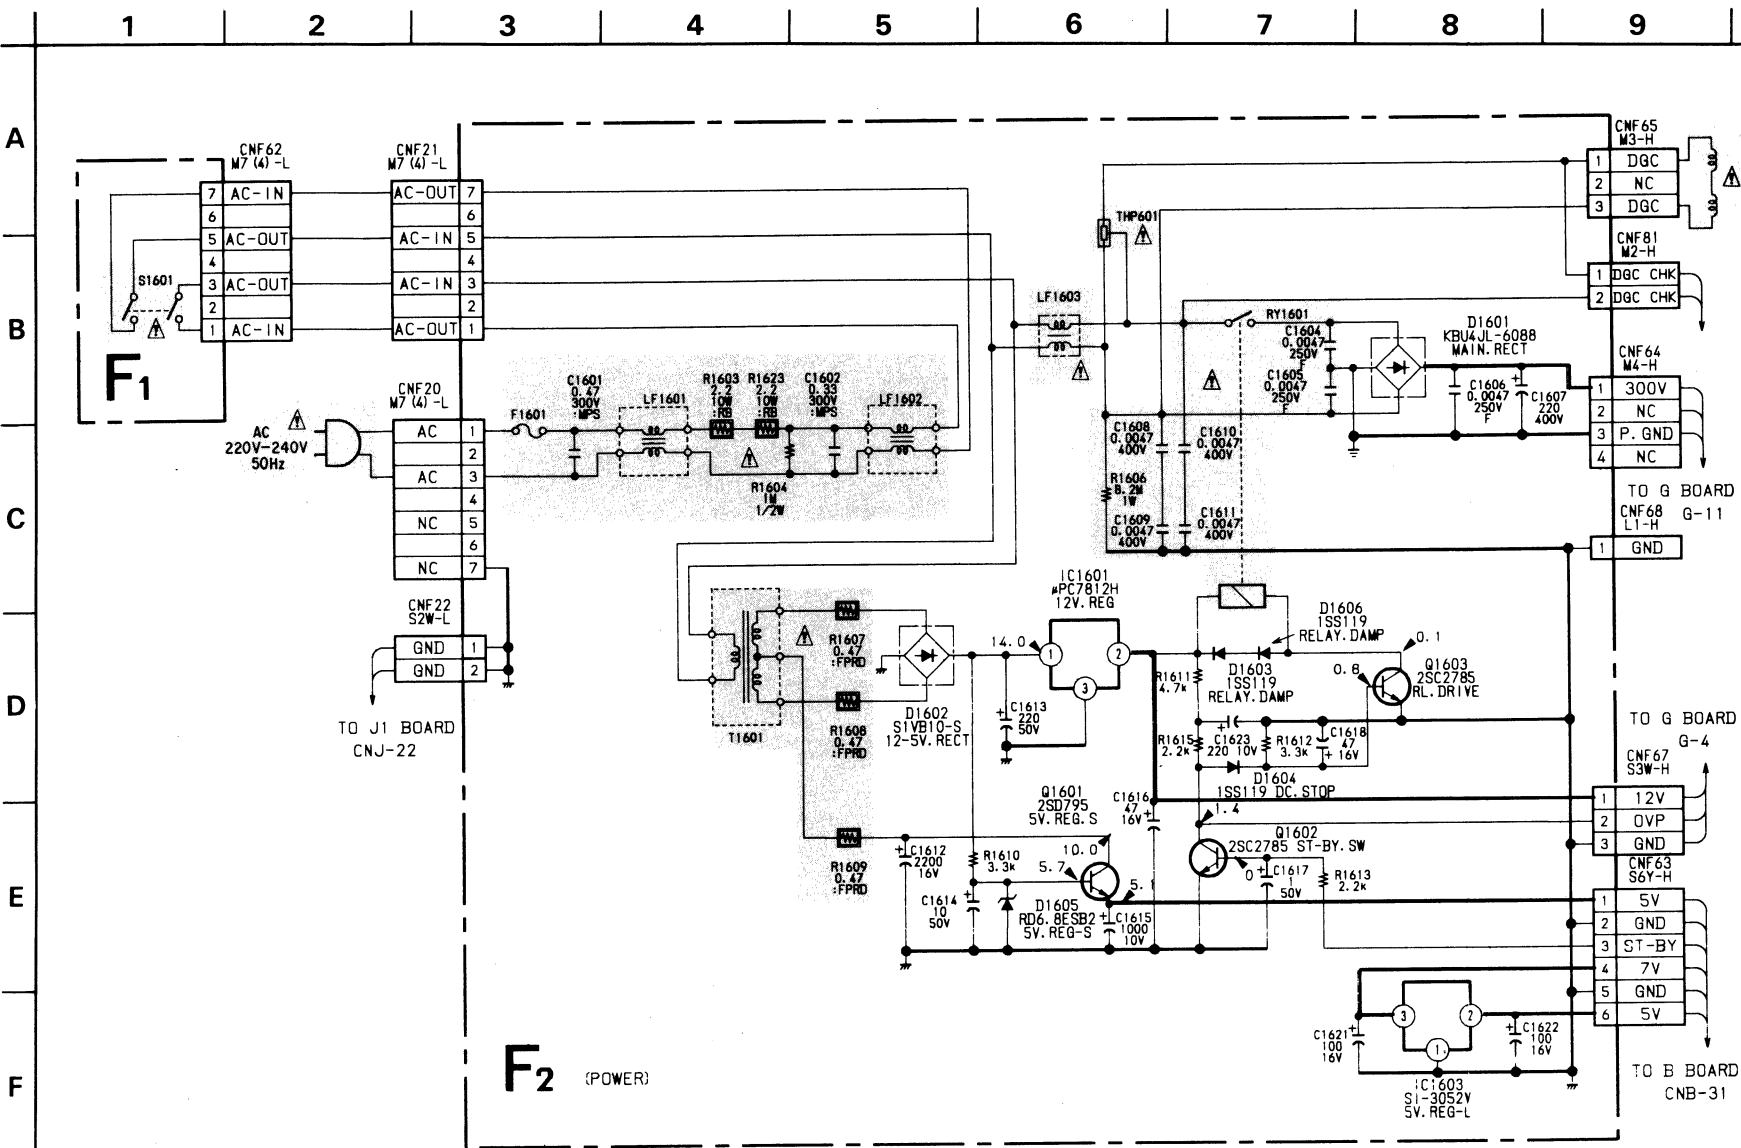 1 2 3 4 5 6 7 8 9
A
B
C
D
E
F
CNF62
M7 (4) -L
7 AC-IN
6
5 AC-OUT
4
3 AC-OUT
2
1 AC-IN
S1601
F1
CNF21
M7 (4) -L
AC-OUT 7
6
AC-IN 5
4
AC-IN 3
2
AC-OUT 1
AC
220V-240V
50Hz
CNF20
M7 (4) -L
AC 1
2
AC 3
4
NC 5
6
NC 7
CNF22
S2W-L
GND 1
GND 2
TO J1 BOARD
CNJ-22
F1601
C1601
0.47
300V
:MPS
LF1601
R1603
2.2
10W
:RB
R1623
2.2
10W
:RB
C1602
0.33
300V
:MPS
LF1602
R1604
1M
1/2W
THP601
LF1603
RY1601
C1604
0.0047
250V
F
C1605
0.0047
250V
F
D1601
KBU4JL-6088
MAIN.RECT
C1606
0.0047
250V
F
C1607
220
400V
C1608
0.0047
400V
C1610
0.0047
400V
R1606
8.2M
1W
C1609
0.0047
400V
C1611
0.0047
400V
CNF65
M3-H
1 DGC
2 NC
3 DGC
CNF81
M2-H
1 DGC CHK
2 DGC CHK
CNF64
M4-H
1 300V
2 NC
3 P.GND
4 NC
TO G BOARD
G-11
CNF68
L1-H
1 GND
T1601
R1607
0.47
:FPRD
R1608
0.47
:FPRD
R1609
0.47
:FPRD
D1602
S1VB10-S
12-5V.RECT
IC1601
µPC7812H
12V.REG
14.0
1
2
3
C1613
220
50V
D1606
1SS119
RELAY.DAMP
D1603
1SS119
RELAY.DAMP
0.1
0.8
Q1603
2SC2785
RL.DRIVE
R1611
4.7k
R1615
2.2k
C1623
220 10V
R1612
3.3k
C1618
47
16V
D1604
1SS119 DC.STOP
1.4
TO G BOARD
G-4
CNF67
S3W-H
1 12V
2 OVP
3 GND
Q1601
2SD795
5V.REG.S
C1616
47
16V
10.0
5.7
5.1
C1612
2200
16V
R1610
3.3k
C1614
10
50V
D1605
RD6.8ESB2
5V.REG-S
C1615
1000
10V
Q1602
2SC2785 ST-BY.SW
0
C1617
1
50V
R1613
2.2k
CNF63
S6Y-H
1 5V
2 GND
3 ST-BY
4 7V
5 GND
6 5V
C1621
100
16V
3
2
1
C1622
100
16V
IC1603
SI-3052V
5V.REG-L
TO B BOARD
CNB-31
F2 (POWER)